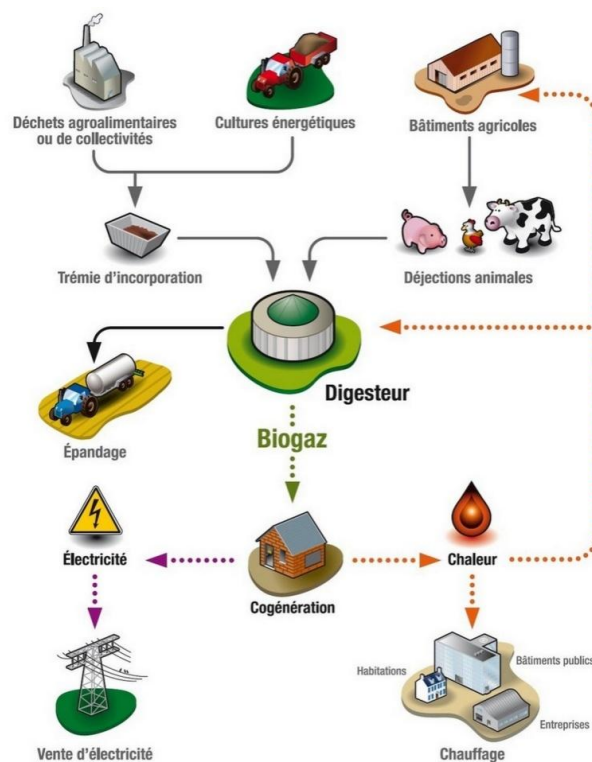 Déchets agroalimentaires
ou de collectivités
Cultures énergétiques
Bâtiments agricoles
Trémie d'incorporation
Déjections animales
Digesteur
Épandage
Biogaz
Électricité
Cogénération
Chaleur
Habitations
Bâtiments publics
Entreprises
Vente d'électricité
Chauffage